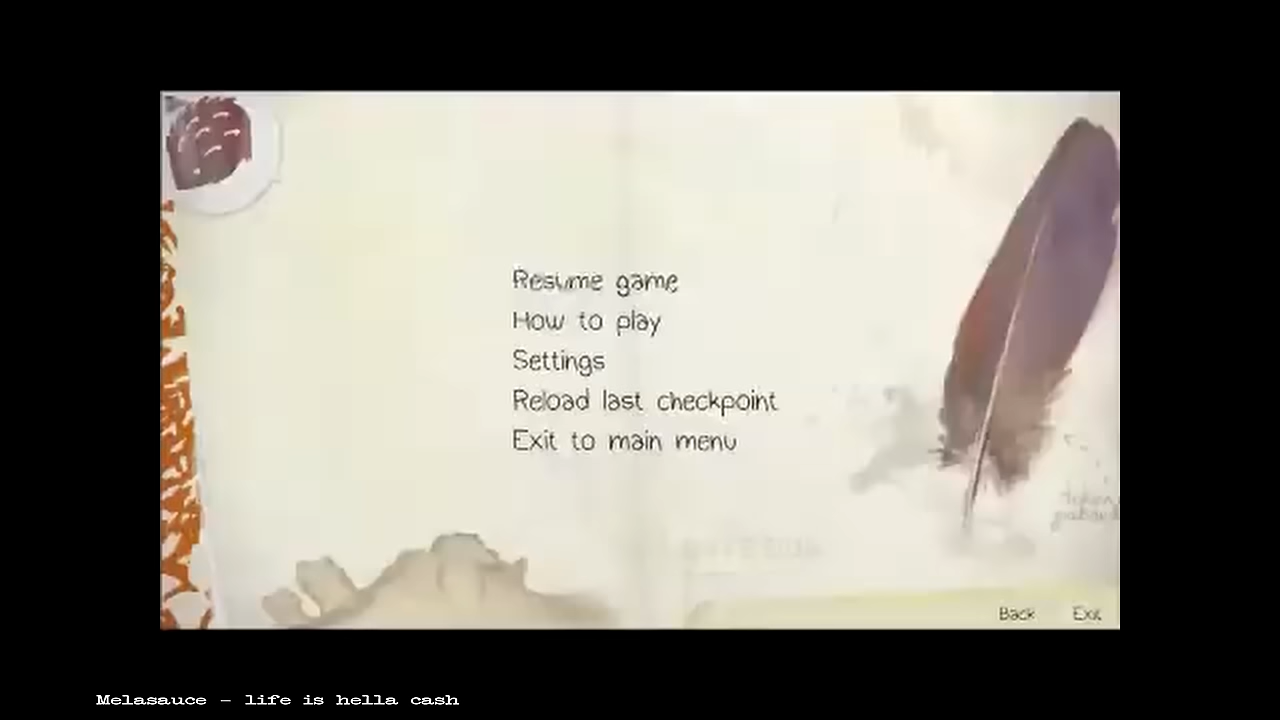 Resume game
How to play
Settings
Reload last checkpoint
Exit to main menu
Back Exit
Melasauce - life is hella cash